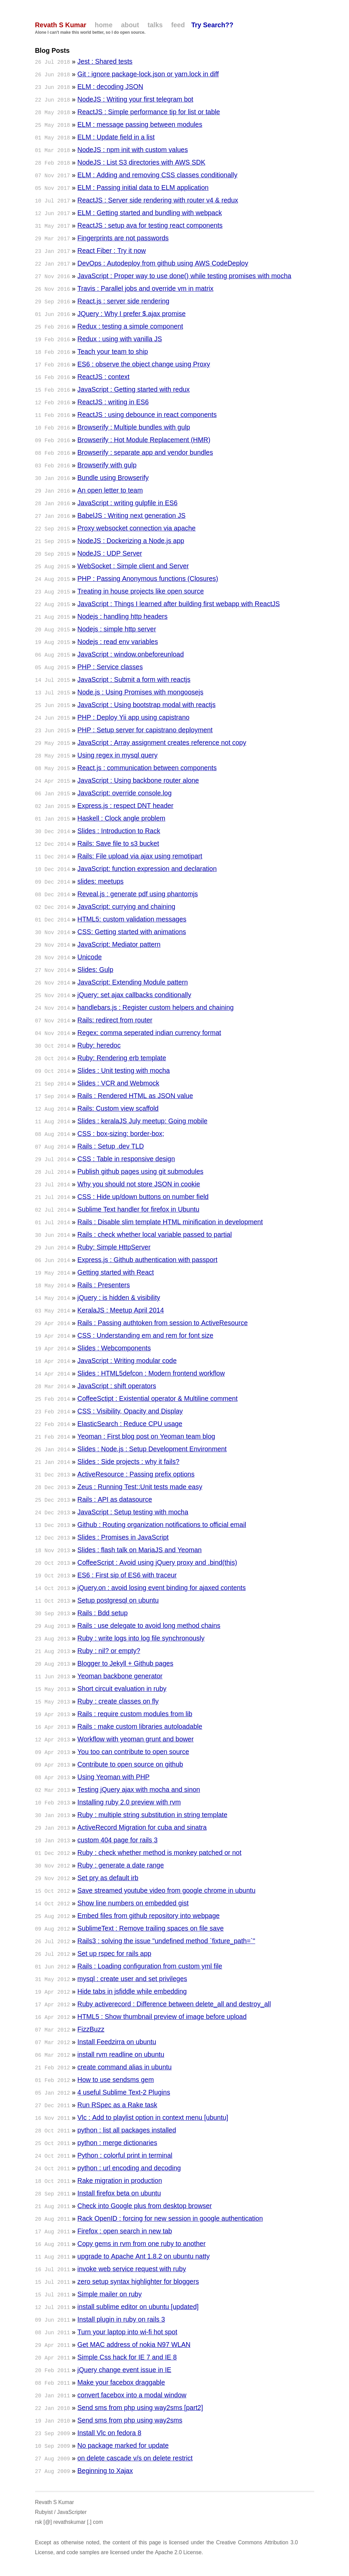 Revath S Kumar home about talks feed Try Search??
Alone I can't make this world better, so I do open source.
Blog Posts
26 Jul 2018 » Jest : Shared tests
26 Jun 2018 » Git : ignore package-lock.json or yarn.lock in diff
23 Jun 2018 » ELM : decoding JSON
22 Jun 2018 » NodeJS : Writing your first telegram bot
28 May 2018 » ReactJS : Simple performance tip for list or table
25 May 2018 » ELM : message passing between modules
01 May 2018 » ELM : Update field in a list
01 Mar 2018 » NodeJS : npm init with custom values
28 Feb 2018 » NodeJS : List S3 directories with AWS SDK
07 Nov 2017 » ELM : Adding and removing CSS classes conditionally
05 Nov 2017 » ELM : Passing initial data to ELM application
10 Jul 2017 » ReactJS : Server side rendering with router v4 & redux
12 Jun 2017 » ELM : Getting started and bundling with webpack
31 May 2017 » ReactJS : setup ava for testing react components
29 Mar 2017 » Fingerprints are not passwords
23 Jan 2017 » React Fiber : Try it now
22 Jan 2017 » DevOps : Autodeploy from github using AWS CodeDeploy
27 Nov 2016 » JavaScript : Proper way to use done() while testing promises with mocha
26 Nov 2016 » Travis : Parallel jobs and override vm in matrix
29 Sep 2016 » React.js : server side rendering
01 Jun 2016 » JQuery : Why I prefer $.ajax promise
25 Feb 2016 » Redux : testing a simple component
19 Feb 2016 » Redux : using with vanilla JS
18 Feb 2016 » Teach your team to ship
17 Feb 2016 » ES6 : observe the object change using Proxy
16 Feb 2016 » ReactJS : context
15 Feb 2016 » JavaScript : Getting started with redux
12 Feb 2016 » ReactJS : writing in ES6
11 Feb 2016 » ReactJS : using debounce in react components
10 Feb 2016 » Browserify : Multiple bundles with gulp
09 Feb 2016 » Browserify : Hot Module Replacement (HMR)
08 Feb 2016 » Browserify : separate app and vendor bundles
03 Feb 2016 » Browserify with gulp
30 Jan 2016 » Bundle using Browserify
29 Jan 2016 » An open letter to team
28 Jan 2016 » JavaScript : writing gulpfile in ES6
27 Jan 2016 » BabelJS : Writing next generation JS
22 Sep 2015 » Proxy websocket connection via apache
21 Sep 2015 » NodeJS : Dockerizing a Node.js app
20 Sep 2015 » NodeJS : UDP Server
25 Aug 2015 » WebSocket : Simple client and Server
24 Aug 2015 » PHP : Passing Anonymous functions (Closures)
23 Aug 2015 » Treating in house projects like open source
22 Aug 2015 » JavaScript : Things I learned after building first webapp with ReactJS
21 Aug 2015 » Nodejs : handling http headers
20 Aug 2015 » Nodejs : simple http server
19 Aug 2015 » Nodejs : read env variables
06 Aug 2015 » JavaScript : window.onbeforeunload
05 Aug 2015 » PHP : Service classes
14 Jul 2015 » JavaScript : Submit a form with reactjs
13 Jul 2015 » Node.js : Using Promises with mongoosejs
25 Jun 2015 » JavaScript : Using bootstrap modal with reactjs
24 Jun 2015 » PHP : Deploy Yii app using capistrano
23 Jun 2015 » PHP : Setup server for capistrano deployment
29 May 2015 » JavaScript : Array assignment creates reference not copy
28 May 2015 » Using regex in mysql query
08 May 2015 » React.js : communication between components
24 Apr 2015 » JavaScript : Using backbone router alone
06 Jan 2015 » JavaScript: override console.log
02 Jan 2015 » Express.js : respect DNT header
01 Jan 2015 » Haskell : Clock angle problem
30 Dec 2014 » Slides : Introduction to Rack
12 Dec 2014 » Rails: Save file to s3 bucket
11 Dec 2014 » Rails: File upload via ajax using remotipart
10 Dec 2014 » JavaScript: function expression and declaration
09 Dec 2014 » slides: meetups
08 Dec 2014 » Reveal.js : generate pdf using phantomjs
02 Dec 2014 » JavaScript: currying and chaining
01 Dec 2014 » HTML5: custom validation messages
30 Nov 2014 » CSS: Getting started with animations
29 Nov 2014 » JavaScript: Mediator pattern
28 Nov 2014 » Unicode
27 Nov 2014 » Slides: Gulp
26 Nov 2014 » JavaScript: Extending Module pattern
25 Nov 2014 » jQuery: set ajax callbacks conditionally
24 Nov 2014 » handlebars.js : Register custom helpers and chaining
07 Nov 2014 » Rails: redirect from router
04 Nov 2014 » Regex: comma seperated indian currency format
30 Oct 2014 » Ruby: heredoc
28 Oct 2014 » Ruby: Rendering erb template
09 Oct 2014 » Slides : Unit testing with mocha
21 Sep 2014 » Slides : VCR and Webmock
17 Sep 2014 » Rails : Rendered HTML as JSON value
12 Aug 2014 » Rails: Custom view scaffold
11 Aug 2014 » Slides : keralaJS July meetup: Going mobile
08 Aug 2014 » CSS : box-sizing: border-box;
07 Aug 2014 » Rails : Setup .dev TLD
29 Jul 2014 » CSS : Table in responsive design
28 Jul 2014 » Publish github pages using git submodules
23 Jul 2014 » Why you should not store JSON in cookie
21 Jul 2014 » CSS : Hide up/down buttons on number field
02 Jul 2014 » Sublime Text handler for firefox in Ubuntu
01 Jul 2014 » Rails : Disable slim template HTML minification in development
30 Jun 2014 » Rails : check whether local variable passed to partial
29 Jun 2014 » Ruby: Simple HttpServer
06 Jun 2014 » Express.js : Github authentication with passport
19 May 2014 » Getting started with React
18 May 2014 » Rails : Presenters
14 May 2014 » jQuery : is hidden & visibility
03 May 2014 » KeralaJS : Meetup April 2014
29 Apr 2014 » Rails : Passing authtoken from session to ActiveResource
19 Apr 2014 » CSS : Understanding em and rem for font size
19 Apr 2014 » Slides : Webcomponents
18 Apr 2014 » JavaScript : Writing modular code
14 Apr 2014 » Slides : HTML5defcon : Modern frontend workflow
28 Mar 2014 » JavaScript : shift operators
25 Feb 2014 » CoffeeSctipt : Existential operator & Multiline comment
23 Feb 2014 » CSS : Visibility, Opacity and Display
22 Feb 2014 » ElasticSearch : Reduce CPU usage
21 Feb 2014 » Yeoman : First blog post on Yeoman blog
26 Jan 2014 » Slides : Node.js : Setup Development Environment
11 Jan 2014 » Slides : Side projects : why it fails?
31 Dec 2013 » ActiveResource : Passing prefix options
28 Dec 2013 » Zeus : Running Test::Unit tests made easy
25 Dec 2013 » Rails : API as datasource
24 Dec 2013 » JavaScript : Setup testing with mocha
13 Dec 2013 » Github : Routing organization notifications to official email
12 Dec 2013 » Slides : Promises in JavaScript
18 Nov 2013 » Slides : flash talk on MariaJS and Yeoman
20 Oct 2013 » CoffeeScript : Avoid using jQuery proxy and .bind(this)
19 Oct 2013 » ES6 : First sip of ES6 with traceur
14 Oct 2013 » jQuery.on : avoid losing event binding for ajaxed contents
11 Oct 2013 » Setup postgresql on ubuntu
30 Sep 2013 » Rails : Bdd setup
29 Aug 2013 » Rails : use delegate to avoid long method chains
23 Aug 2013 » Ruby : write logs into log file synchronously
21 Aug 2013 » Ruby : nil? or empty?
20 Aug 2013 » Blogger to Jekyll + Github pages
11 Jun 2013 » Yeoman backbone generator
15 May 2013 » Short circuit evaluation in ruby
15 May 2013 » Ruby : create classes on fly
19 Apr 2013 » Rails : require custom modules from lib
16 Apr 2013 » Rails : make custom libraries autoloadable
12 Apr 2013 » Workflow with yeoman grunt and bower
09 Apr 2013 » You too can contribute to open source
09 Apr 2013 » Contribute to open source on github
08 Apr 2013 » Using Yeoman with PHP
02 Mar 2013 » Testing jQuery ajax with mocha and sinon
10 Feb 2013 » Installing ruby 2.0 preview with rvm
30 Jan 2013 » Ruby : multiple string substitution in string template
29 Jan 2013 » ActiveRecord Migration for cuba and sinatra
10 Jan 2013 » custom 404 page for rails 3
01 Dec 2012 » Ruby : check whether method is monkey patched or not
30 Nov 2012 » Ruby : generate a date range
29 Nov 2012 » Set pry as default irb
15 Oct 2012 » Save streamed youtube video from google chrome in ubuntu
14 Oct 2012 » Show line numbers on embedded gist
25 Aug 2012 » Embed files from github repository into webpage
09 Aug 2012 » SublimeText : Remove trailing spaces on file save
28 Jul 2012 » Rails3 : solving the issue "undefined method `fixture_path='"
26 Jul 2012 » Set up rspec for rails app
01 Jun 2012 » Rails : Loading configuration from custom yml file
31 May 2012 » mysql : create user and set privileges
19 Apr 2012 » Hide tabs in jsfiddle while embedding
17 Apr 2012 » Ruby activerecord : Difference between delete_all and destroy_all
16 Apr 2012 » HTML5 : Show thumbnail preview of image before upload
07 Mar 2012 » FizzBuzz
07 Mar 2012 » Install Feedzirra on ubuntu
06 Mar 2012 » install rvm readline on ubuntu
21 Feb 2012 » create command alias in ubuntu
01 Feb 2012 » How to use sendsms gem
05 Jan 2012 » 4 useful Sublime Text-2 Plugins
27 Dec 2011 » Run RSpec as a Rake task
16 Nov 2011 » Vlc : Add to playlist option in context menu [ubuntu]
28 Oct 2011 » python : list all packages installed
25 Oct 2011 » python : merge dictionaries
24 Oct 2011 » Python : colorful print in terminal
24 Oct 2011 » python : url encoding and decoding
18 Oct 2011 » Rake migration in production
28 Sep 2011 » Install firefox beta on ubuntu
31 Aug 2011 » Check into Google plus from desktop browser
29 Aug 2011 » Rack OpenID : forcing for new session in google authentication
17 Aug 2011 » Firefox : open search in new tab
16 Aug 2011 » Copy gems in rvm from one ruby to another
11 Aug 2011 » upgrade to Apache Ant 1.8.2 on ubuntu natty
16 Jul 2011 » invoke web service request with ruby
15 Jul 2011 » zero setup syntax highlighter for bloggers
15 Jul 2011 » Simple mailer on ruby
12 Jul 2011 » install sublime editor on ubuntu [updated]
09 Jun 2011 » Install plugin in ruby on rails 3
08 Jun 2011 » Turn your laptop into wi-fi hot spot
29 Apr 2011 » Get MAC address of nokia N97 WLAN
20 Apr 2011 » Simple Css hack for IE 7 and IE 8
20 Feb 2011 » jQuery change event issue in IE
08 Feb 2011 » Make your facebox draggable
20 Jan 2011 » convert facebox into a modal window
22 Jan 2010 » Send sms from php using way2sms [part2]
19 Jan 2010 » Send sms from php using way2sms
23 Sep 2009 » Install Vlc on fedora 8
10 Sep 2009 » No package marked for update
27 Aug 2009 » on delete cascade v/s on delete restrict
27 Aug 2009 » Beginning to Xajax
Revath S Kumar
Rubyist / JavaScripter
rsk [@] revathskumar [.] com
Except as otherwise noted, the content of this page is licensed under the Creative Commons Attribution 3.0
License, and code samples are licensed under the Apache 2.0 License.